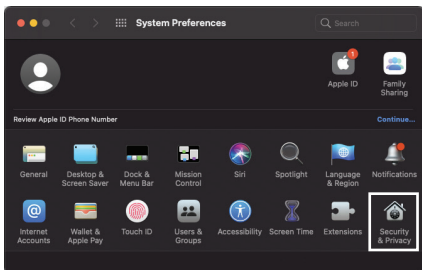 System Preferences
Search
1
Apple ID
Family
Sharing
Review Apple ID Phone Number
Continue...
General
Desktop &
Screen Saver
Dock &
Menu Bar
Mission
Control
Siri
Spotlight
Language
& Region
Notifications
@
Internet
Accounts
Wallet &
Apple Pay
Touch ID
Users &
Groups
Accessibility
Screen Time
Extensions
Security
& Privacy